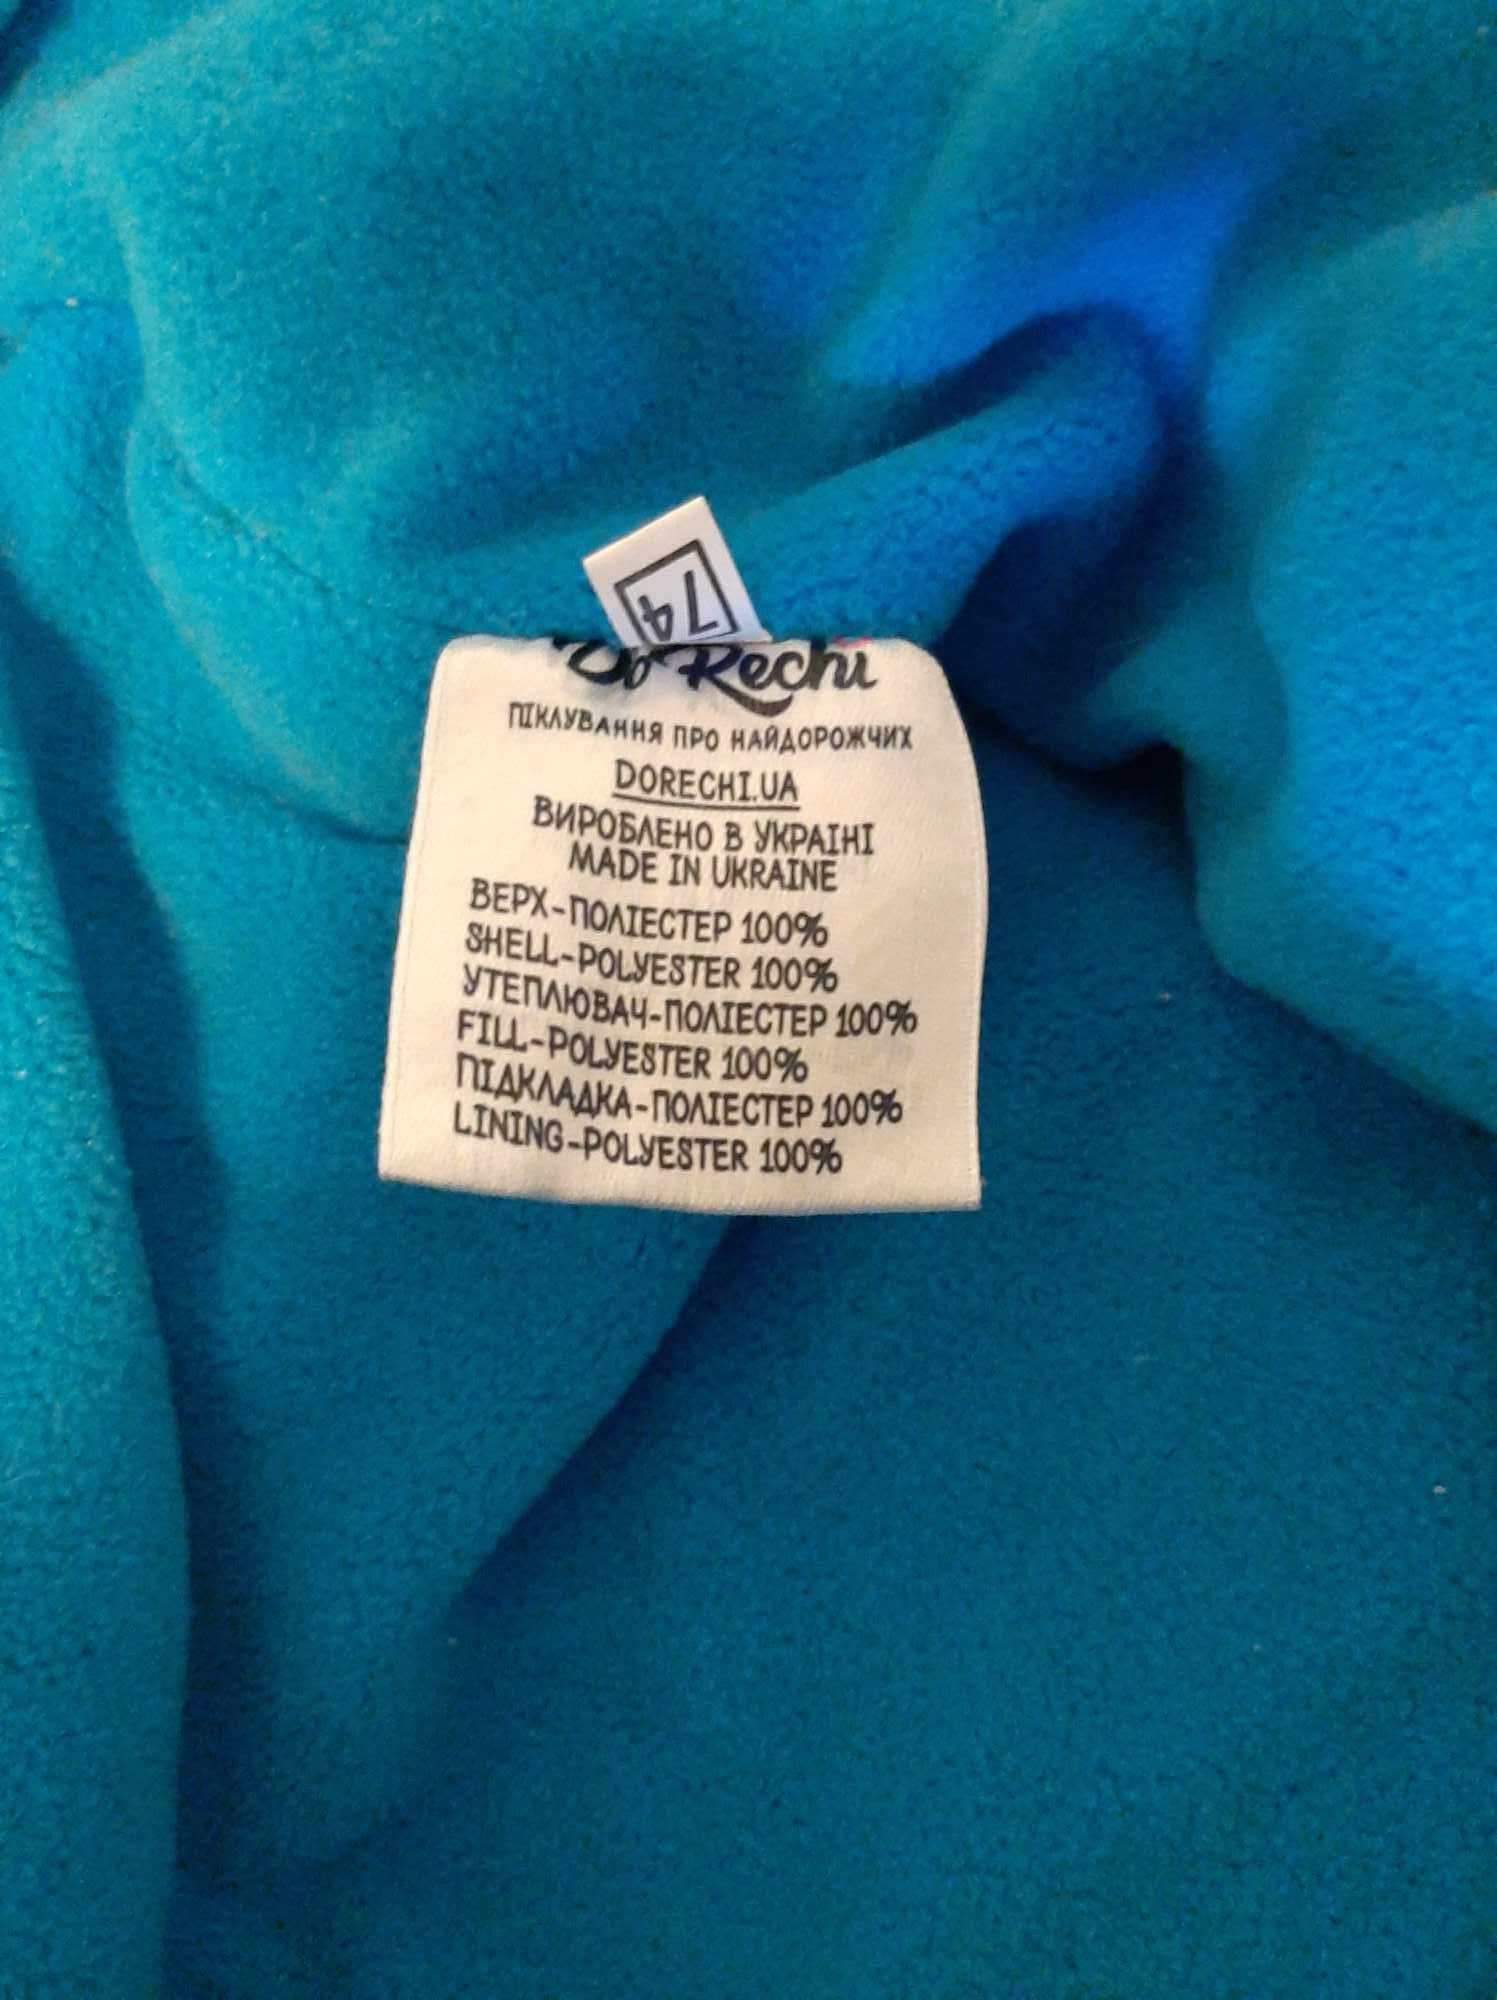 74
DoRechi
ПІКЛУВАННЯ ПРО НАЙДОРОЖЧИХ
DORECHI.UA
ВИРОБЛЕНО В УКРАЇНІ
MADE IN UKRAINE
ВЕРХ-ПОЛІЕСТЕР 100%
SHELL-POLYESTER 100%
УТЕПЛЮВАЧ-ПОЛІЕСТЕР 100%
FILL-POLYESTER 100%
ПІДКЛАДКА-ПОЛІЕСТЕР 100%
LINING-POLYESTER 100%